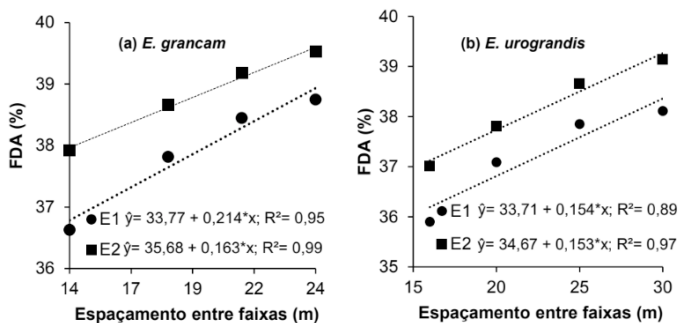 (a) E. grancam
FDA (%)
40
39
38
37
36
E1 ŷ= 33,77 + 0,214*x; R²= 0,95
E2 ŷ= 35,68 + 0,163*x; R²= 0,99
14
17
19
22
24
Espaçamento entre faixas (m)
(b) E. urograndis
FDA (%)
40
39
38
37
36
35
E1 ŷ= 33,71 + 0,154*x; R²= 0,89
E2 ŷ= 34,67 + 0,153*x; R²= 0,97
15
20
25
30
Espaçamento entre faixas (m)